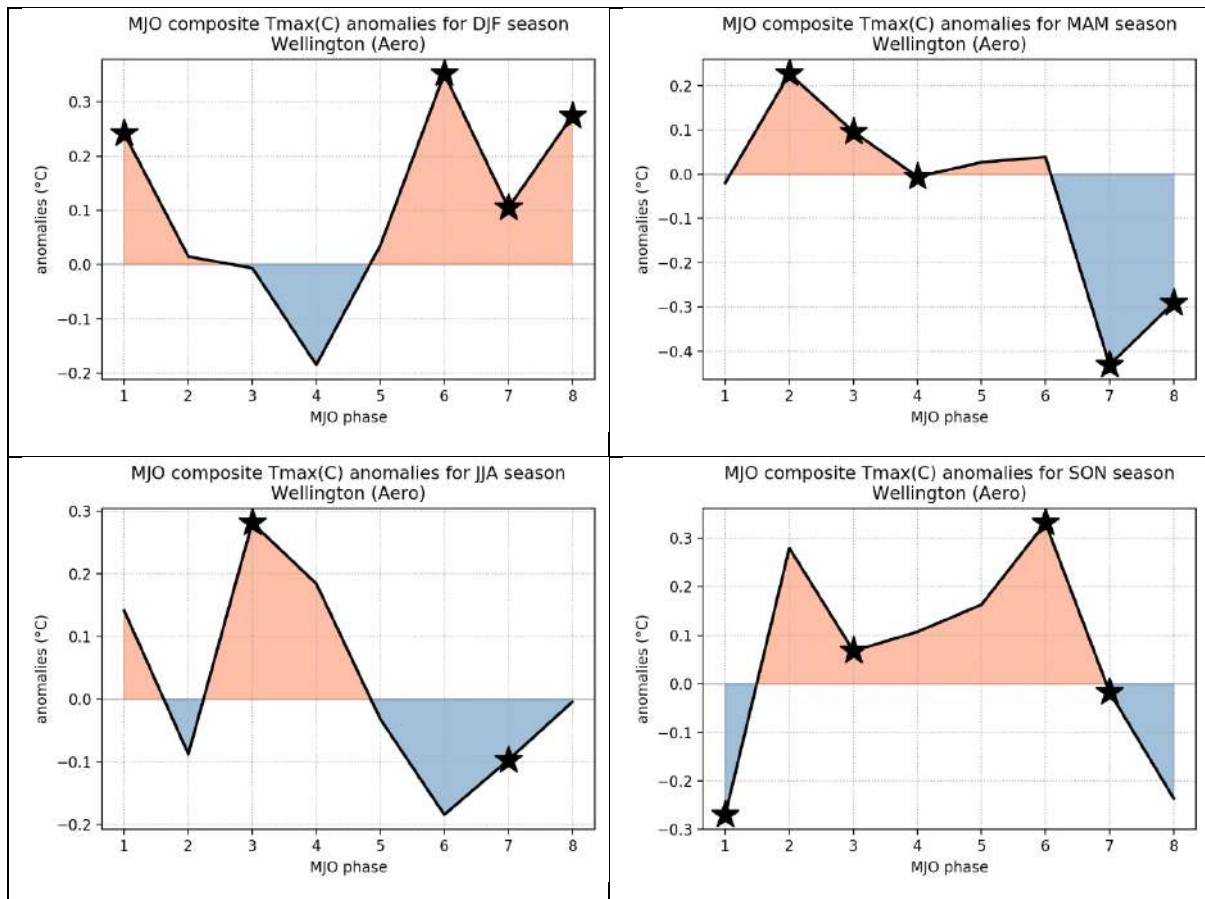 MJO composite Tmax(C) anomalies for DJF season
Wellington (Aero)
anomalies (°C)
0.3
0.2
0.1
0.0
−0.1
−0.2
1 2 3 4 5 6 7 8
MJO phase
MJO composite Tmax(C) anomalies for MAM season
Wellington (Aero)
anomalies (°C)
0.2
0.1
0.0
−0.1
−0.2
−0.3
−0.4
1 2 3 4 5 6 7 8
MJO phase
MJO composite Tmax(C) anomalies for JJA season
Wellington (Aero)
anomalies (°C)
0.3
0.2
0.1
0.0
−0.1
−0.2
1 2 3 4 5 6 7 8
MJO phase
MJO composite Tmax(C) anomalies for SON season
Wellington (Aero)
anomalies (°C)
0.3
0.2
0.1
0.0
−0.1
−0.2
−0.3
1 2 3 4 5 6 7 8
MJO phase